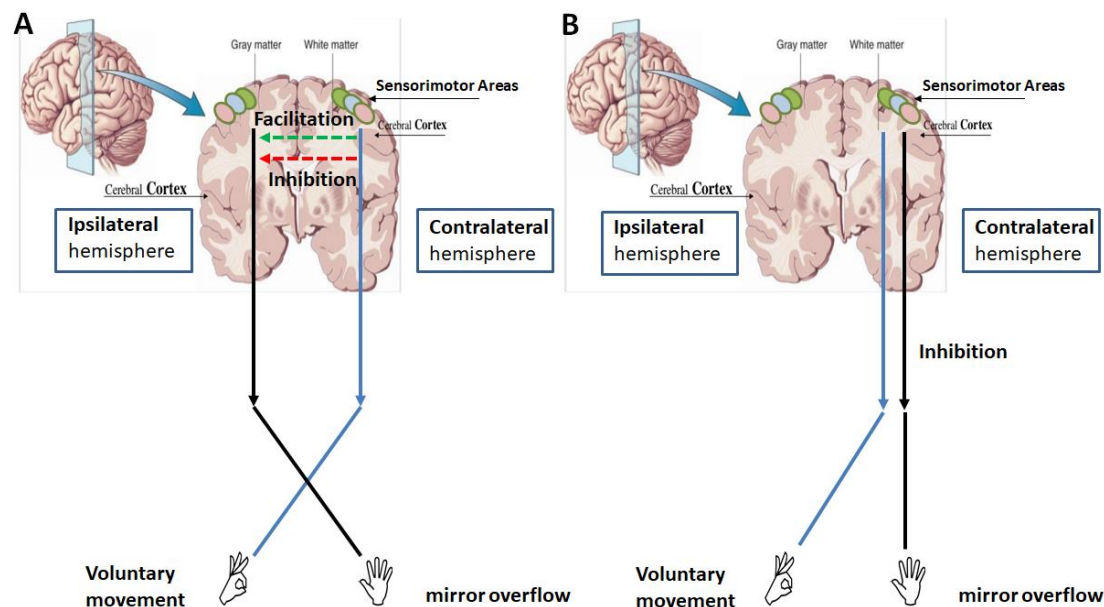 A
Gray matter
White matter
Sensorimotor Areas
Facilitation
Cerebral Cortex
Inhibition
Cerebral Cortex
Ipsilateral
hemisphere
Contralateral
hemisphere
Voluntary
movement
mirror overflow
B
Gray matter
White matter
Sensorimotor Areas
Cerebral Cortex
Cerebral Cortex
Ipsilateral
hemisphere
Contralateral
hemisphere
Inhibition
Voluntary
movement
mirror overflow